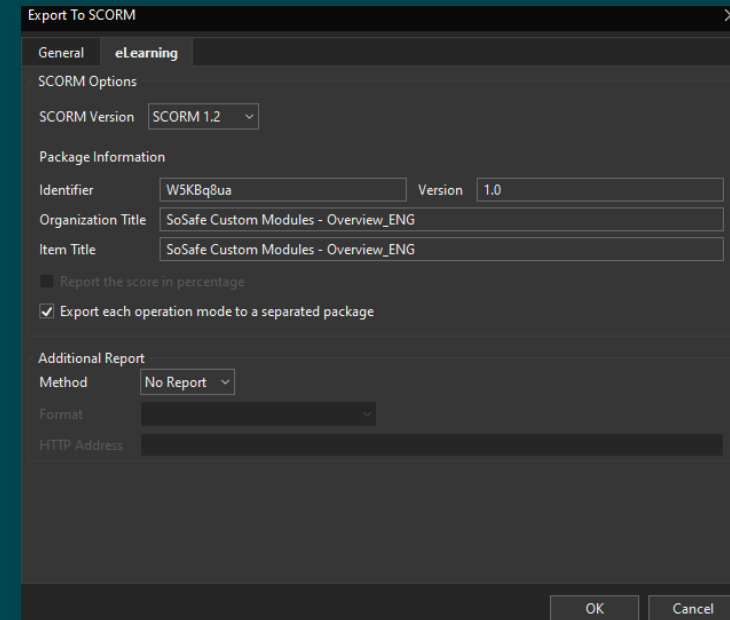 Export To SCORM
General eLearning
SCORM Options
SCORM Version SCORM 1.2
Package Information
Identifier W5KBq8ua Version 1.0
Organization Title SoSafe Custom Modules - Overview_ENG
Item Title SoSafe Custom Modules - Overview_ENG
Report the score in percentage
Export each operation mode to a separated package
Additional Report
Method No Report
Format
HTTP Address
OK Cancel